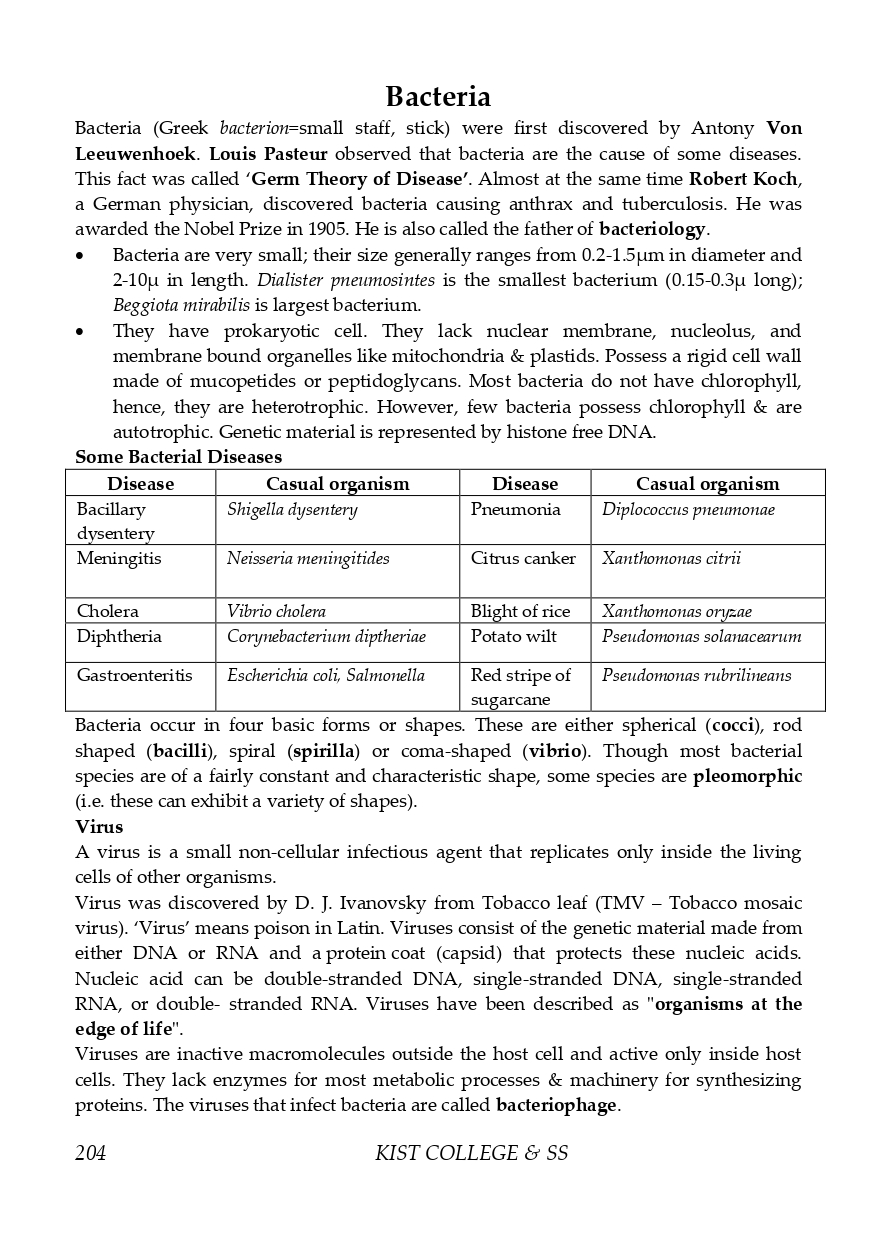 Bacteria
Bacteria (Greek bacterion=small staff, stick) were first discovered by Antony Von
Leeuwenhoek. Louis Pasteur observed that bacteria are the cause of some diseases.
This fact was called ‘Germ Theory of Disease’. Almost at the same time Robert Koch,
a German physician, discovered bacteria causing anthrax and tuberculosis. He was
awarded the Nobel Prize in 1905. He is also called the father of bacteriology.
• Bacteria are very small; their size generally ranges from 0.2-1.5μm in diameter and
2-10μ in length. Dialister pneumosintes is the smallest bacterium (0.15-0.3μ long);
Beggiota mirabilis is largest bacterium.
• They have prokaryotic cell. They lack nuclear membrane, nucleolus, and
membrane bound organelles like mitochondria & plastids. Possess a rigid cell wall
made of mucopetides or peptidoglycans. Most bacteria do not have chlorophyll,
hence, they are heterotrophic. However, few bacteria possess chlorophyll & are
autotrophic. Genetic material is represented by histone free DNA.
Some Bacterial Diseases
Disease Casual organism Disease Casual organism
Bacillary Shigella dysentery Pneumonia Diplococcus pneumonae
dysentery
Meningitis Neisseria meningitides Citrus canker Xanthomonas citrii
Cholera Vibrio cholera Blight of rice Xanthomonas oryzae
Diphtheria Corynebacterium diptheriae Potato wilt Pseudomonas solanacearum
Gastroenteritis Escherichia coli, Salmonella Red stripe of Pseudomonas rubrilineans
sugarcane
Bacteria occur in four basic forms or shapes. These are either spherical (cocci), rod
shaped (bacilli), spiral (spirilla) or coma-shaped (vibrio). Though most bacterial
species are of a fairly constant and characteristic shape, some species are pleomorphic
(i.e. these can exhibit a variety of shapes).
Virus
A virus is a small non-cellular infectious agent that replicates only inside the living
cells of other organisms.
Virus was discovered by D. J. Ivanovsky from Tobacco leaf (TMV – Tobacco mosaic
virus). ‘Virus’ means poison in Latin. Viruses consist of the genetic material made from
either DNA or RNA and a protein coat (capsid) that protects these nucleic acids.
Nucleic acid can be double-stranded DNA, single-stranded DNA, single-stranded
RNA, or double- stranded RNA. Viruses have been described as "organisms at the
edge of life".
Viruses are inactive macromolecules outside the host cell and active only inside host
cells. They lack enzymes for most metabolic processes & machinery for synthesizing
proteins. The viruses that infect bacteria are called bacteriophage.
204 KIST COLLEGE & SS